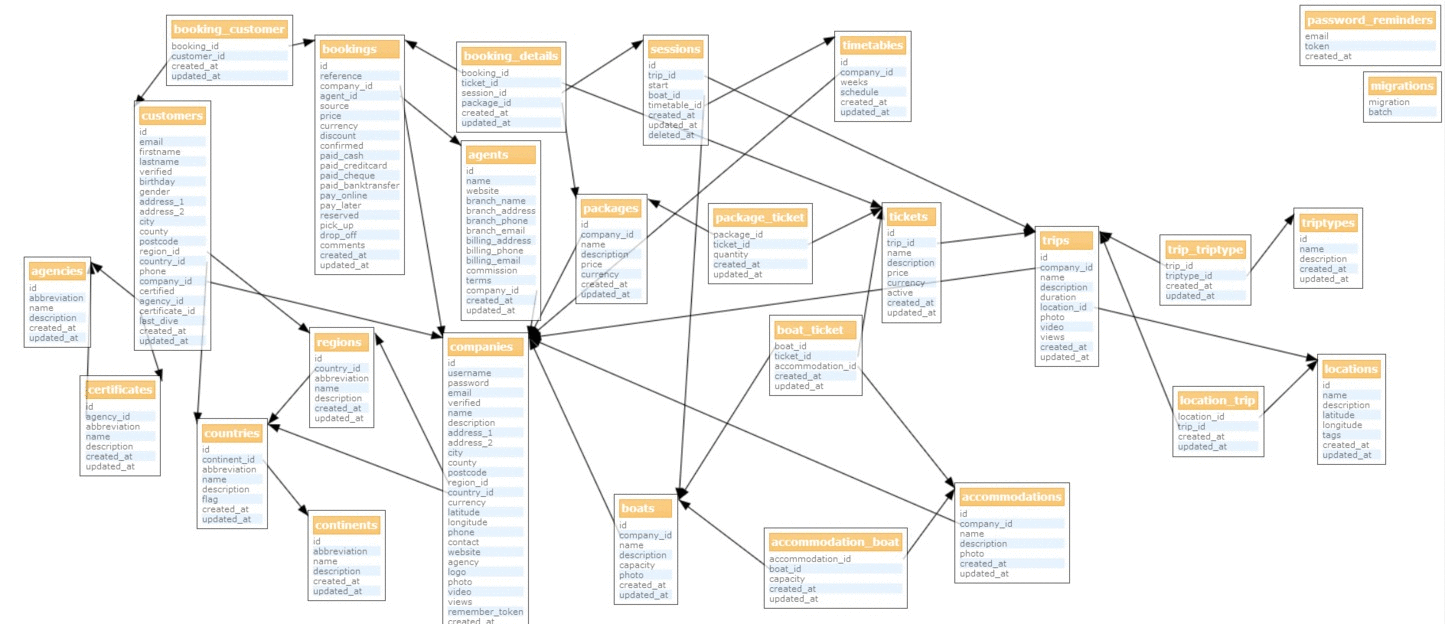 booking_customer
booking_id
customer_id
created_at
updated_at
bookings
id
reference
company_id
agent_id
source
price
currency
discount
confirmed
paid_cash
paid_creditcard
paid_cheque
paid_banktransfer
pay_online
pay_later
reserved
pick_up
drop_off
comments
created_at
updated_at
booking_details
booking_id
ticket_id
session_id
package_id
created_at
updated_at
sessions
id
trip_id
start
boat_id
timetable_id
created_at
updated_at
deleted_at
timetables
id
company_id
weeks
schedule
created_at
updated_at
password_reminders
email
token
created_at
migrations
migration
batch
customers
id
email
firstname
lastname
verified
birthday
gender
address_1
address_2
city
county
postcode
region_id
country_id
phone
company_id
certified
agency_id
certificate_id
last_dive
created_at
updated_at
agents
id
name
website
branch_name
branch_address
branch_phone
branch_email
billing_address
billing_phone
billing_email
commission
terms
company_id
created_at
updated_at
packages
id
company_id
name
description
price
currency
created_at
updated_at
package_ticket
package_id
ticket_id
quantity
created_at
updated_at
tickets
id
trip_id
name
description
price
currency
active
created_at
updated_at
trips
id
company_id
name
description
duration
location_id
photo
video
views
created_at
updated_at
trip_triptype
trip_id
triptype_id
created_at
updated_at
triptypes
id
name
description
created_at
updated_at
agencies
id
abbreviation
name
description
created_at
updated_at
certificates
id
agency_id
abbreviation
name
description
created_at
updated_at
regions
id
country_id
abbreviation
name
description
created_at
updated_at
countries
id
continent_id
abbreviation
name
description
flag
created_at
updated_at
continents
id
abbreviation
name
description
created_at
updated_at
companies
id
username
password
email
verified
name
description
address_1
address_2
city
county
postcode
region_id
country_id
currency
latitude
longitude
phone
contact
website
agency
logo
photo
video
views
remember_token
created_at
boat_ticket
boat_id
ticket_id
accommodation_id
created_at
updated_at
boats
id
company_id
name
description
capacity
photo
created_at
updated_at
accommodation_boat
accommodation_id
boat_id
capacity
created_at
updated_at
accommodations
id
company_id
name
description
photo
created_at
updated_at
location_trip
location_id
trip_id
created_at
updated_at
locations
id
name
description
latitude
longitude
tags
created_at
updated_at